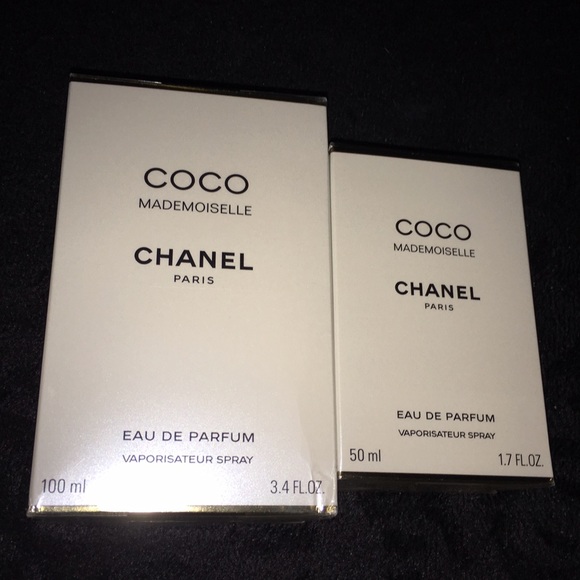 COCO
MADEMOISELLE
CHANEL
PARIS
EAU DE PARFUM
VAPORISATEUR SPRAY
100 ml 3.4 FL.OZ.
COCO
MADEMOISELLE
CHANEL
PARIS
EAU DE PARFUM
VAPORISATEUR SPRAY
50 ml 1.7 FL.OZ.